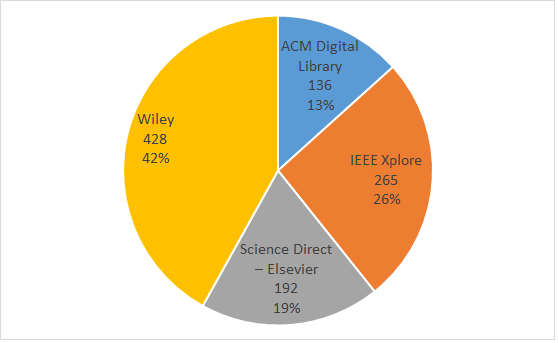 ACM Digital
Library
136
13%
IEEE Xplore
265
26%
Science Direct
– Elsevier
192
19%
Wiley
428
42%